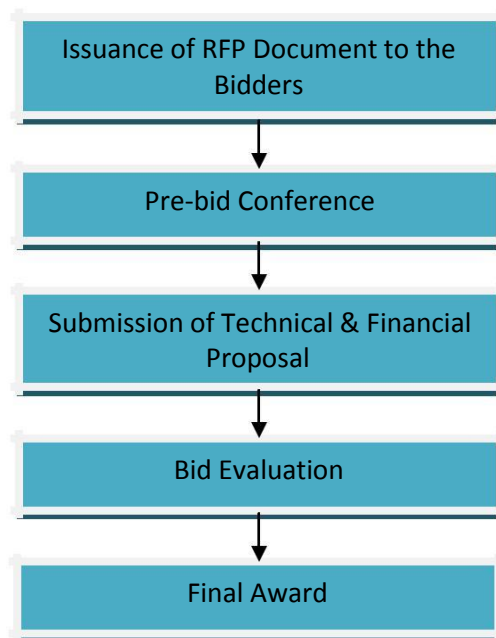 Issuance of RFP Document to the
Bidders
Pre-bid Conference
Submission of Technical & Financial
Proposal
Bid Evaluation
Final Award